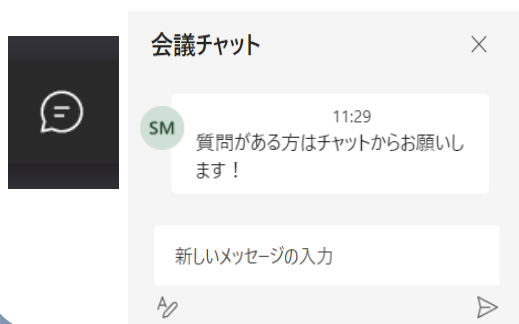 会議チャット
SM
11:29
質問がある方はチャットからお願いし
ます！
新しいメッセージの入力